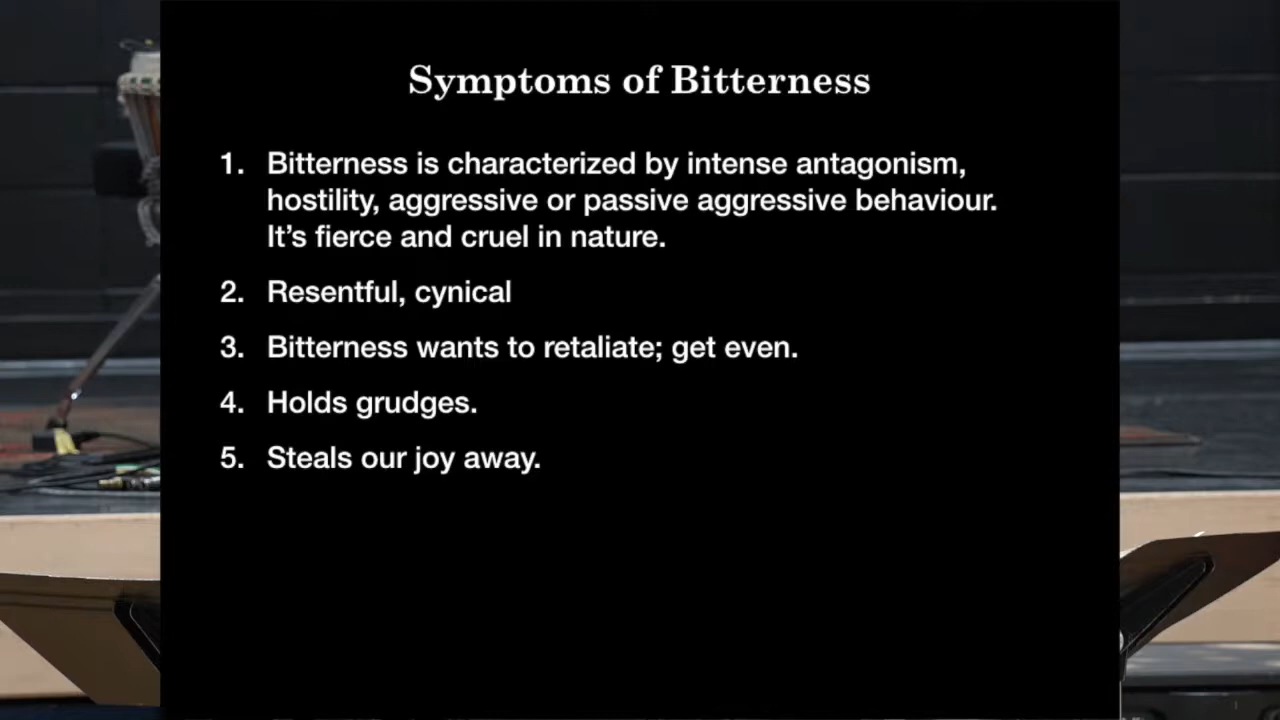 Symptoms of Bitterness
1. Bitterness is characterized by intense antagonism,
hostility, aggressive or passive aggressive behaviour.
It’s fierce and cruel in nature.
2. Resentful, cynical
3. Bitterness wants to retaliate; get even.
4. Holds grudges.
5. Steals our joy away.